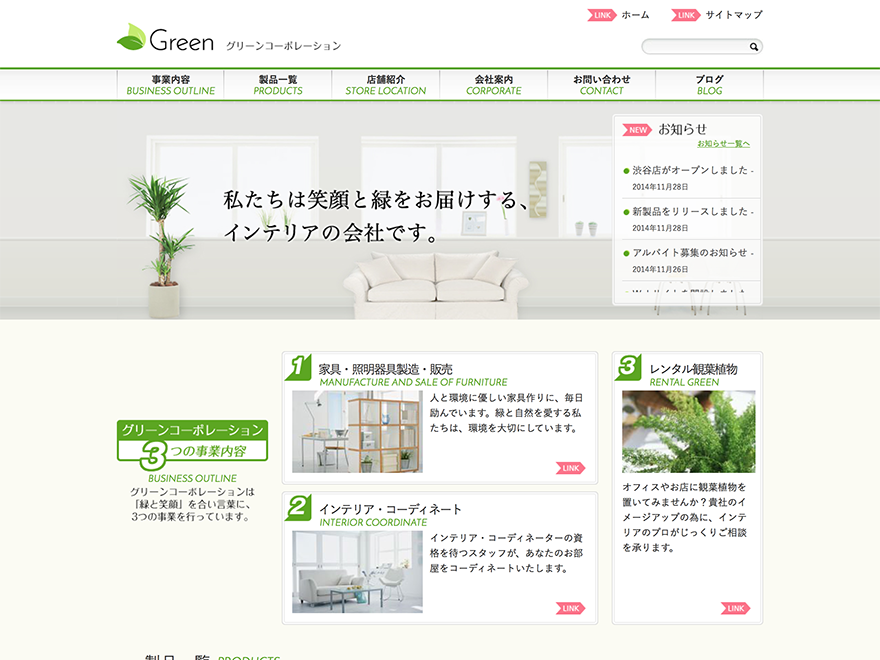 LINK ホーム LINK サイトマップ
Green グリーンコーポレーション
事業内容 製品一覧 店舗紹介 会社案内 お問い合わせ ブログ
BUSINESS OUTLINE PRODUCTS STORE LOCATION CORPORATE CONTACT BLOG
私たちは笑顔と緑をお届けする、
インテリアの会社です。
NEW お知らせ
お知らせ一覧へ
渋谷店がオープンしました -
2014年11月28日
新製品をリリースしました -
2014年11月28日
アルバイト募集のお知らせ -
2014年11月26日
グリーンコーポレーション
3つの事業内容
BUSINESS OUTLINE
グリーンコーポレーションは
『緑と笑顔』を合い言葉に、
3つの事業を行っています。
1 家具・照明器具製造・販売
MANUFACTURE AND SALE OF FURNITURE
人と環境に優しい家具作りに、毎日
励んでいます。緑と自然を愛する私
たちは、環境を大切にしています。
LINK
2 インテリア・コーディネート
INTERIOR COORDINATE
インテリア・コーディネーターの資
格を待つスタッフが、あなたのお部
屋をコーディネートいたします。
LINK
3 レンタル観葉植物
RENTAL GREEN
オフィスやお店に観葉植物を
置いてみませんか？貴社のイ
メージアップの為に、インテ
リアのプロがじっくりご相談
を承ります。
LINK
製品一覧 PRODUCTS